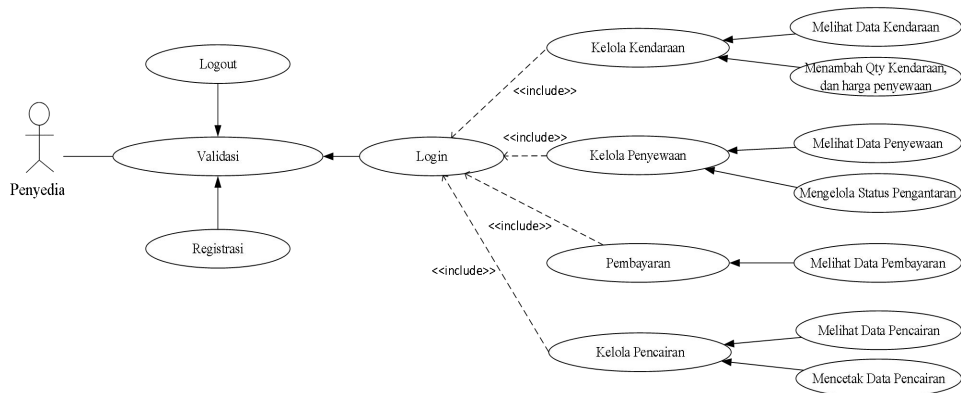 Melihat Data Kendaraan
Kelola Kendaraan
Logout
Menambah Qty Kendaraan,
dan harga penyewaan
<<include>>
<<include>>
Melihat Data Penyewaan
Validasi
Login
Kelola Penyewaan
Penyedia
Mengelola Status Pengantaran
<<include>>
Registrasi
Pembayaran
Melihat Data Pembayaran
<<include>>
Melihat Data Pencairan
Kelola Pencairan
Mencetak Data Pencairan